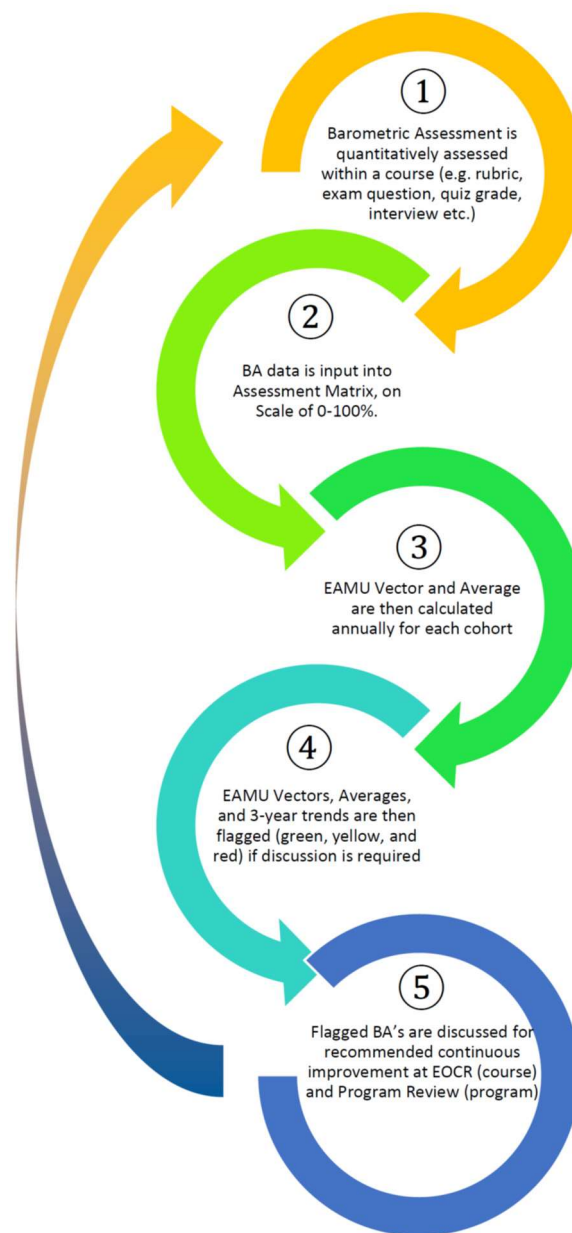 ①
Barometric Assessment is
quantitatively assessed
within a course (e.g. rubric,
exam question, quiz grade,
interview etc.)
②
BA data is input into
Assessment Matrix, on
Scale of 0-100%.
③
EAMU Vector and Average
are then calculated
annually for each cohort
④
EAMU Vectors, Averages,
and 3-year trends are then
flagged (green, yellow, and
red) if discussion is required
⑤
Flagged BA's are discussed for
recommended continuous
improvement at EOCR (course)
and Program Review (program)